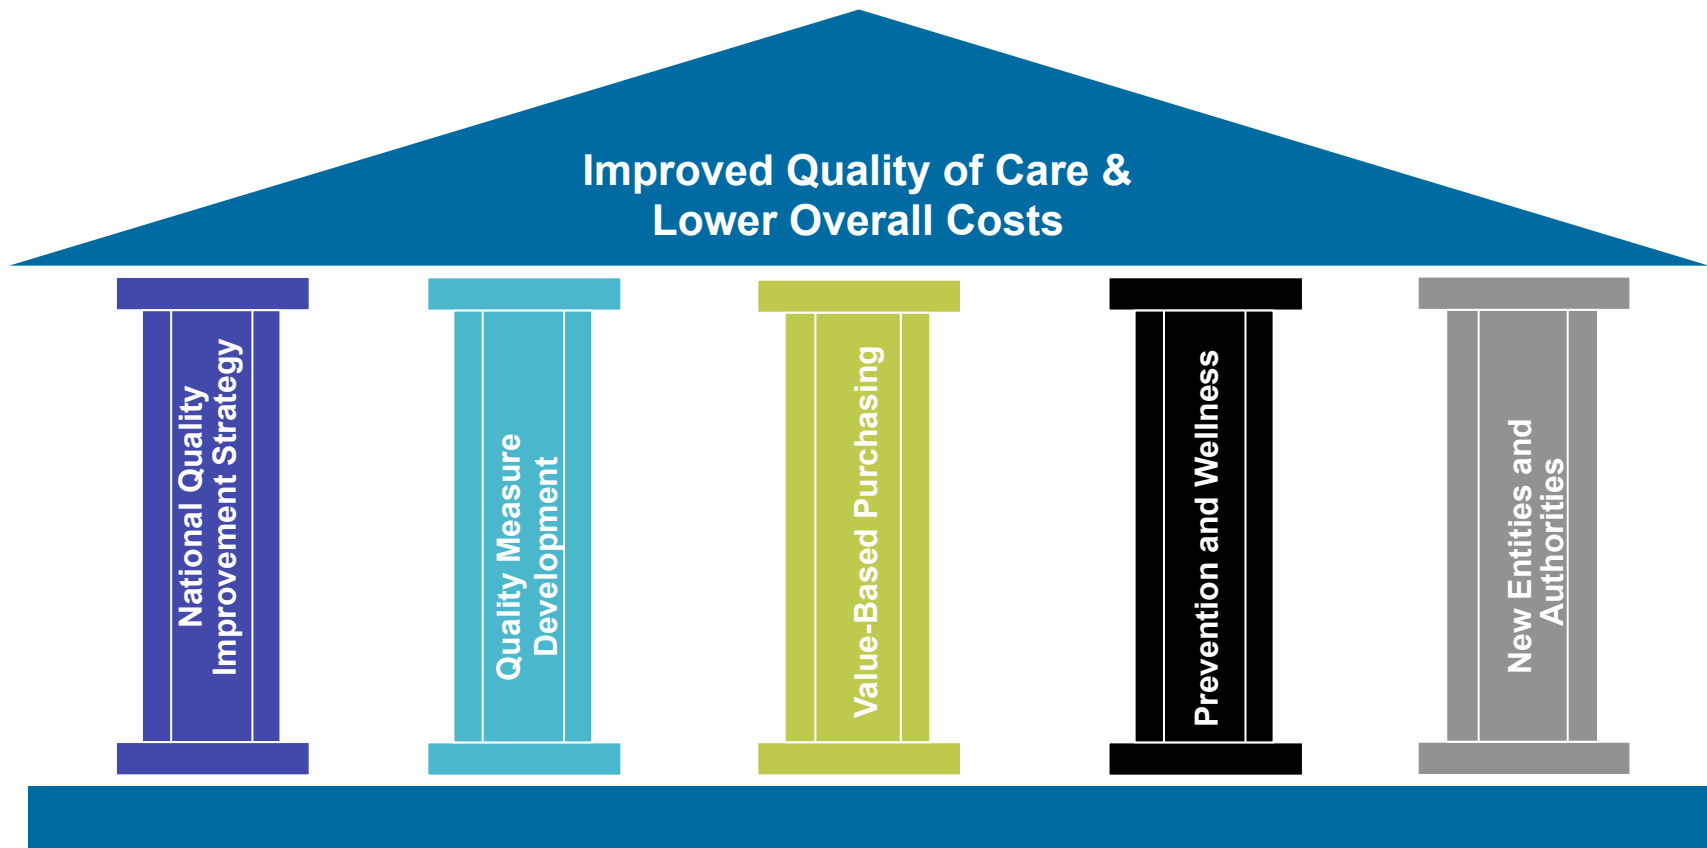 Improved Quality of Care &
Lower Overall Costs
National Quality
Improvement Strategy
Quality Measure
Development
Value-Based Purchasing
Prevention and Wellness
New Entities and
Authorities